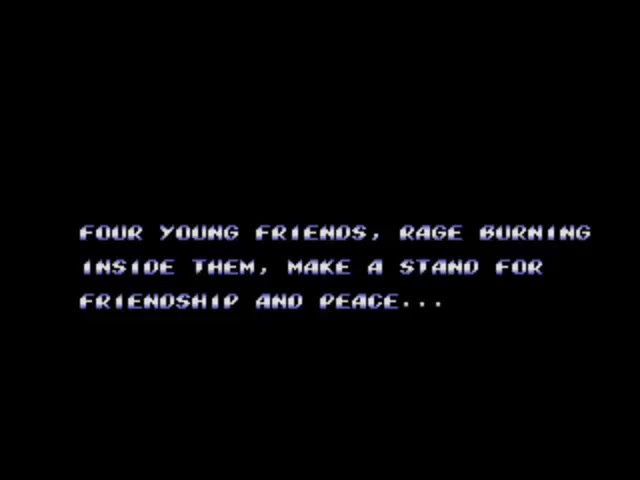 FOUR YOUNG FRIENDS, RAGE BURNING
INSIDE THEM, MAKE A STAND FOR
FRIENDSHIP AND PEACE...